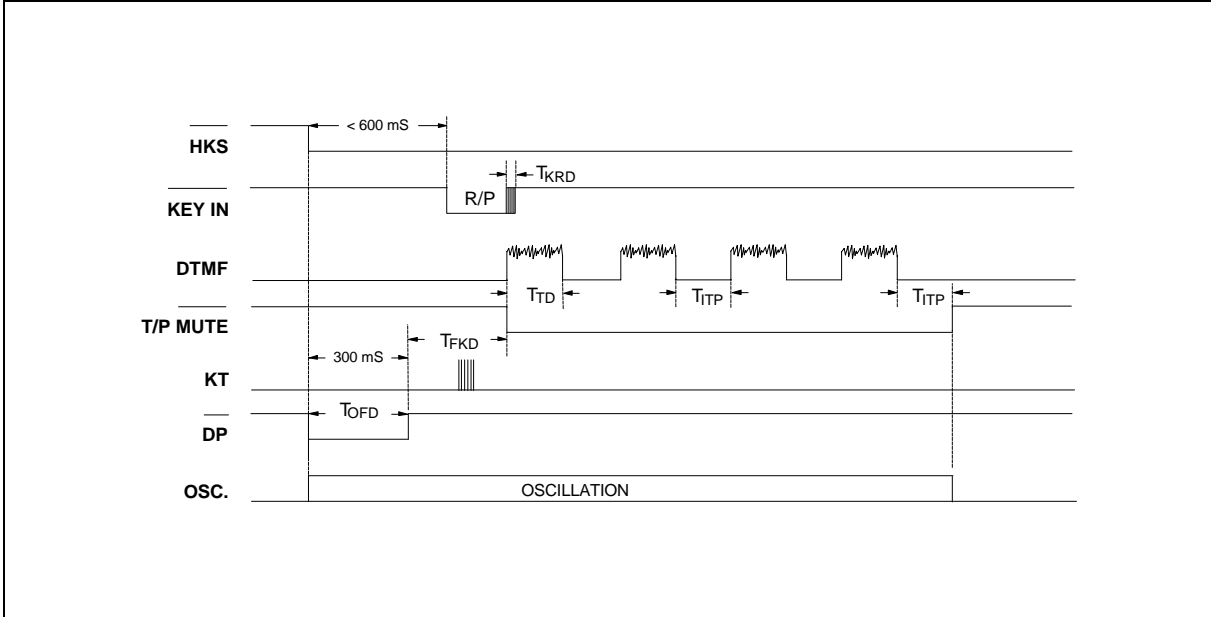 < 600 mS
HKS
TKRD
R/P
KEY IN
DTMF
TTD
TITP
TITP
T/P MUTE
TFKD
300 mS
KT
TOFD
DP
OSC.
OSCILLATION